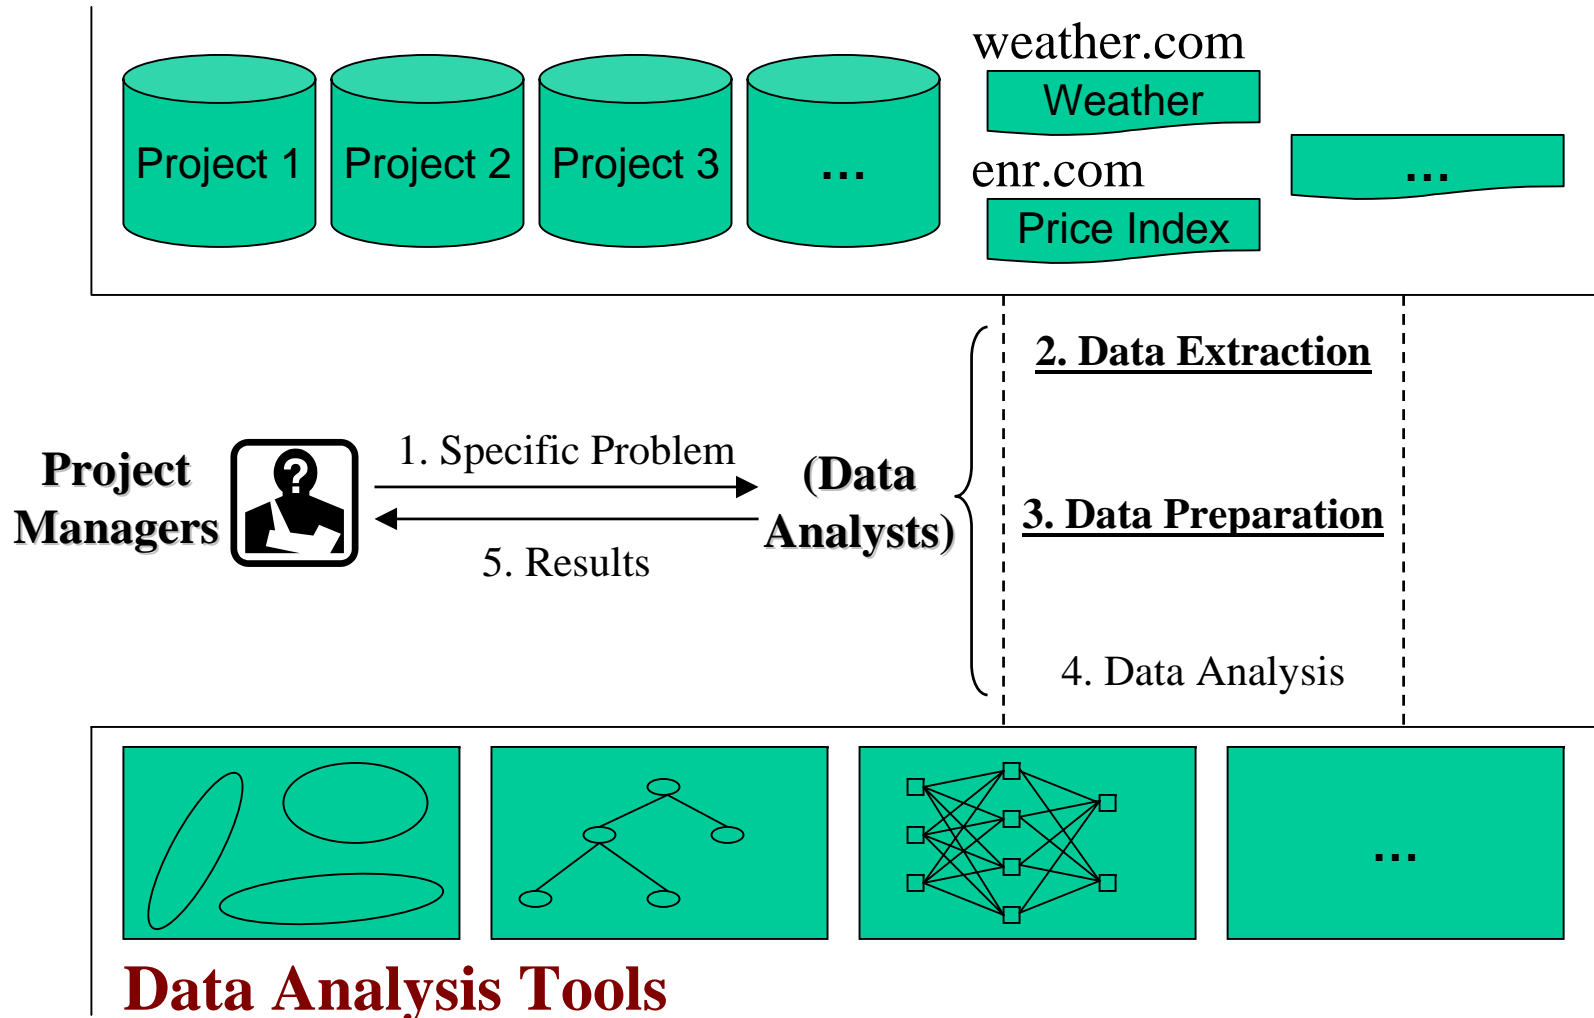 weather.com
Weather
Project 1
Project 2
Project 3
...
enr.com
...
Price Index
2. Data Extraction
1. Specific Problem
Project
Managers
?
(Data
Analysts)
3. Data Preparation
5. Results
4. Data Analysis
...
Data Analysis Tools